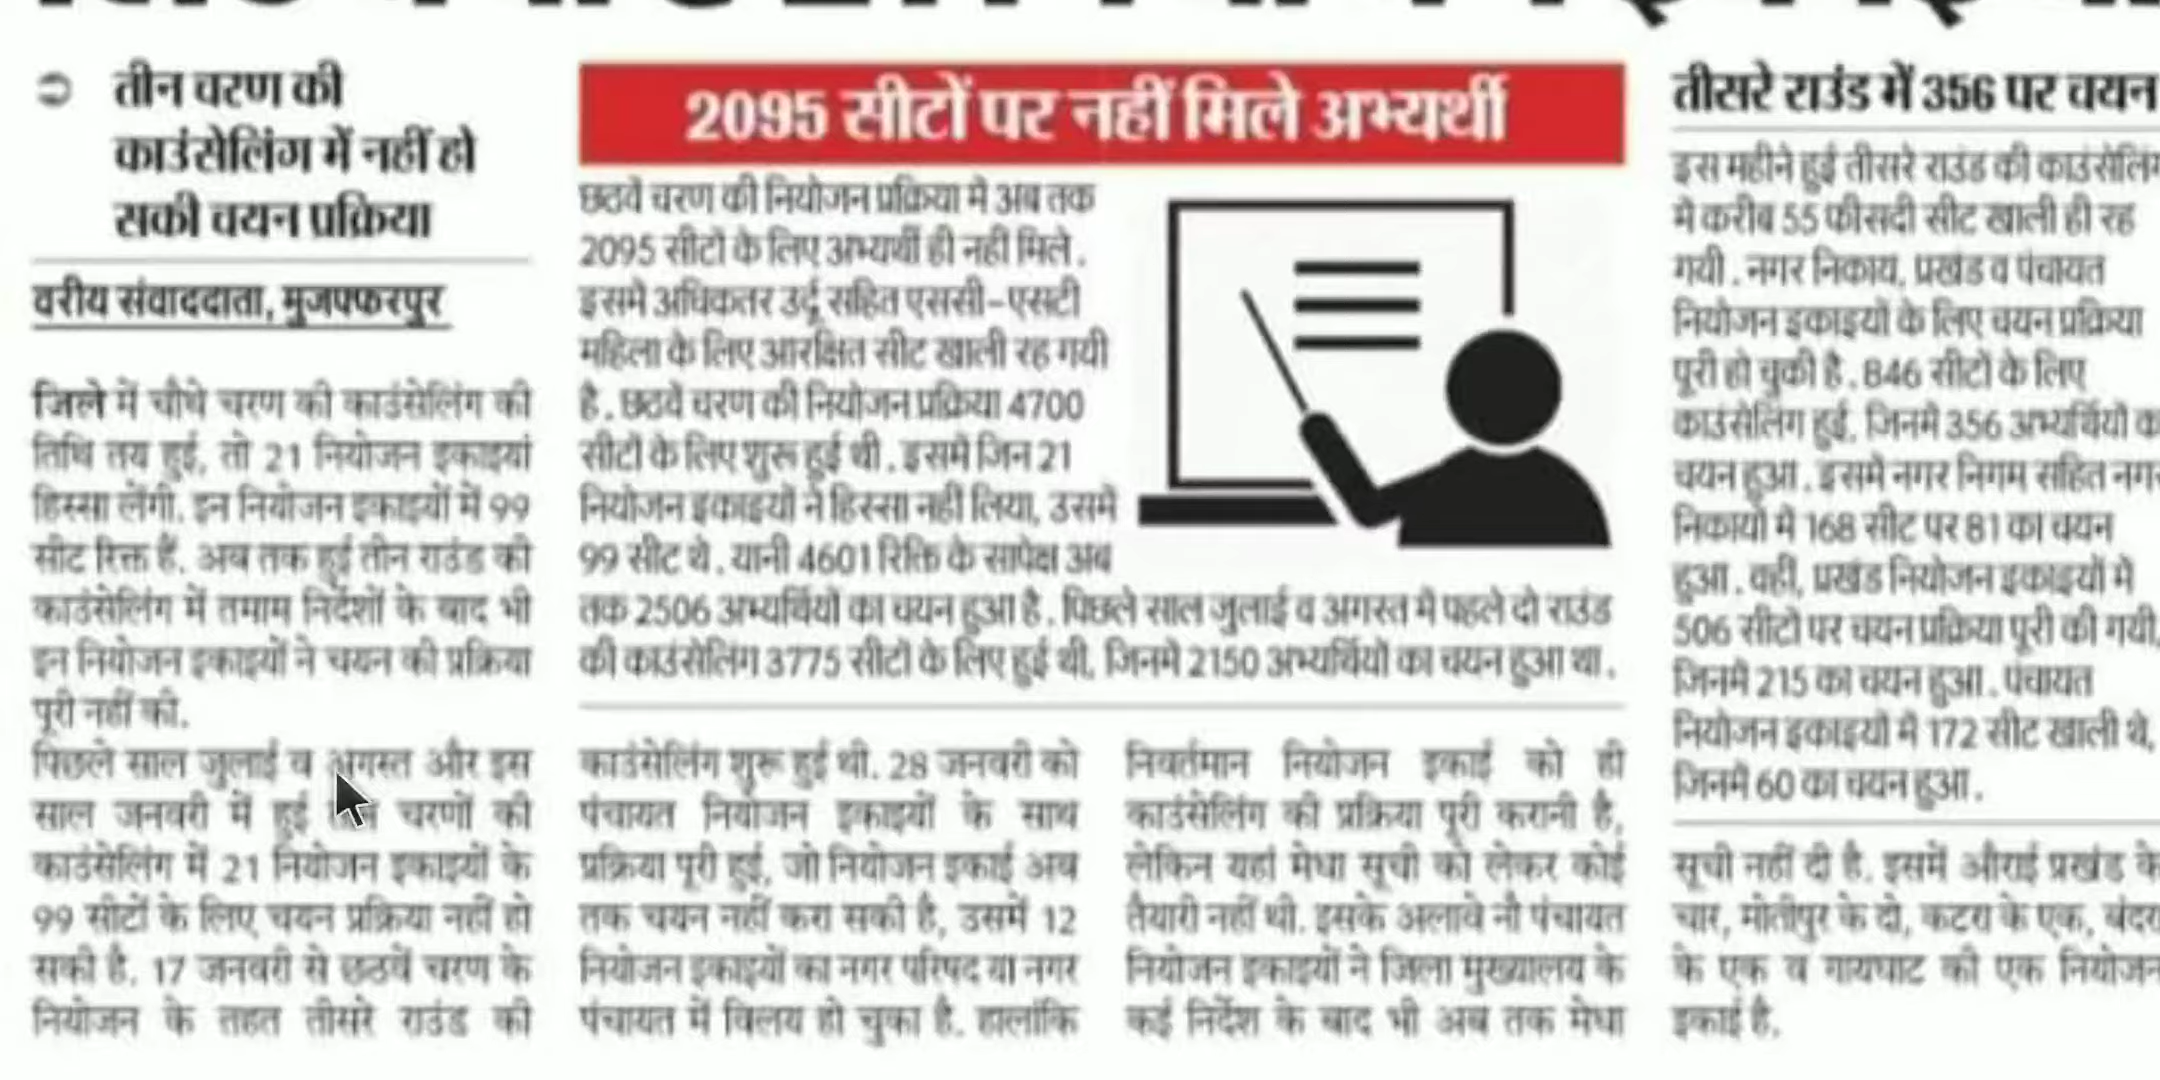 तीन चरण की
काउंसेलिंग में नहीं हो
सकी चयन प्रक्रिया
वरीय संवाददाता, मुजफ्फरपुर
जिले में चौथे चरण की काउंसेलिंग की
तिथि तय हुई, तो 21 नियोजन इकाइयां
हिस्सा लेंगी. इन नियोजन इकाइयों में 99
सीट रिक्त हैं. अब तक हुई तीन राउंड की
काउंसेलिंग में तमाम निर्देशों के बाद भी
इन नियोजन इकाइयों ने चयन की प्रक्रिया
पूरी नहीं की.
पिछले साल जुलाई व अगस्त और इस
साल जनवरी में हुई चरणों की
काउंसेलिंग में 21 नियोजन इकाइयों के
99 सीटों के लिए चयन प्रक्रिया नहीं हो
सकी है. 17 जनवरी से छठवें चरण के
नियोजन के तहत तीसरे राउंड की
2095 सीटों पर नहीं मिले अभ्यर्थी
छठवें चरण की नियोजन प्रक्रिया में अब तक
2095 सीटों के लिए अभ्यर्थी ही नहीं मिले.
इसमें अधिकतर उर्दू सहित एससी-एसटी
महिला के लिए आरक्षित सीट खाली रह गयी
है. छठवें चरण की नियोजन प्रक्रिया 4700
सीटों के लिए शुरू हुई थी. इसमें जिन 21
नियोजन इकाइयों ने हिस्सा नहीं लिया, उसमें
99 सीट थे. यानी 4601 रिक्ति के सापेक्ष अब
तक 2506 अभ्यर्थियों का चयन हुआ है. पिछले साल जुलाई व अगस्त में पहले दो राउंड
की काउंसेलिंग 3775 सीटों के लिए हुई थी, जिनमें 2150 अभ्यर्थियों का चयन हुआ था.
काउंसेलिंग शुरू हुई थी. 28 जनवरी को
पंचायत नियोजन इकाइयों के साथ
प्रक्रिया पूरी हुई, जो नियोजन इकाई अब
तक चयन नहीं करा सकी है, उसमें 12
नियोजन इकाइयों का नगर परिषद या नगर
पंचायत में विलय हो चुका है. हालांकि
निवर्तमान नियोजन इकाई को ही
काउंसेलिंग की प्रक्रिया पूरी करानी है,
लेकिन यहां मेधा सूची को लेकर कोई
तैयारी नहीं थी. इसके अलावे नौ पंचायत
नियोजन इकाइयों ने जिला मुख्यालय के
कई निर्देश के बाद भी अब तक मेधा
तीसरे राउंड में 356 पर चयन
इस महीने हुई तीसरे राउंड की काउंसेलिंग
में करीब 55 फीसदी सीट खाली ही रह
गयी. नगर निकाय, प्रखंड व पंचायत
नियोजन इकाइयों के लिए चयन प्रक्रिया
पूरी हो चुकी है. 846 सीटों के लिए
काउंसेलिंग हुई, जिनमें 356 अभ्यर्थियों का
चयन हुआ. इसमें नगर निगम सहित नगर
निकायों में 168 सीट पर 81 का चयन
हुआ. वहीं, प्रखंड नियोजन इकाइयों में
506 सीटों पर चयन प्रक्रिया पूरी की गयी,
जिनमें 215 का चयन हुआ. पंचायत
नियोजन इकाइयों में 172 सीट खाली थे,
जिनमें 60 का चयन हुआ.
सूची नहीं दी है. इसमें औराई प्रखंड के
चार, मोतीपुर के दो, कटरा के एक, बंदरा
के एक व गायघाट की एक नियोजन
इकाई है.